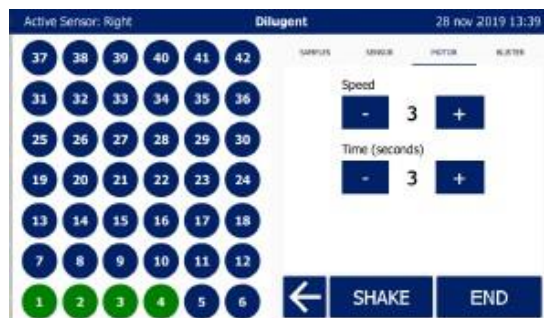 Active Sensor: Right Dilugent 28 nov 2019 13:39
SAMPLES SENSOR MOTOR BLISTER
37 38 39 40 41 42
Speed
- 3 +
31 32 33 34 35 36
25 26 27 28 29 30
Time (seconds)
- 3 +
19 20 21 22 23 24
13 14 15 16 17 18
7 8 9 10 11 12
1 2 3 4 5 6
SHAKE END